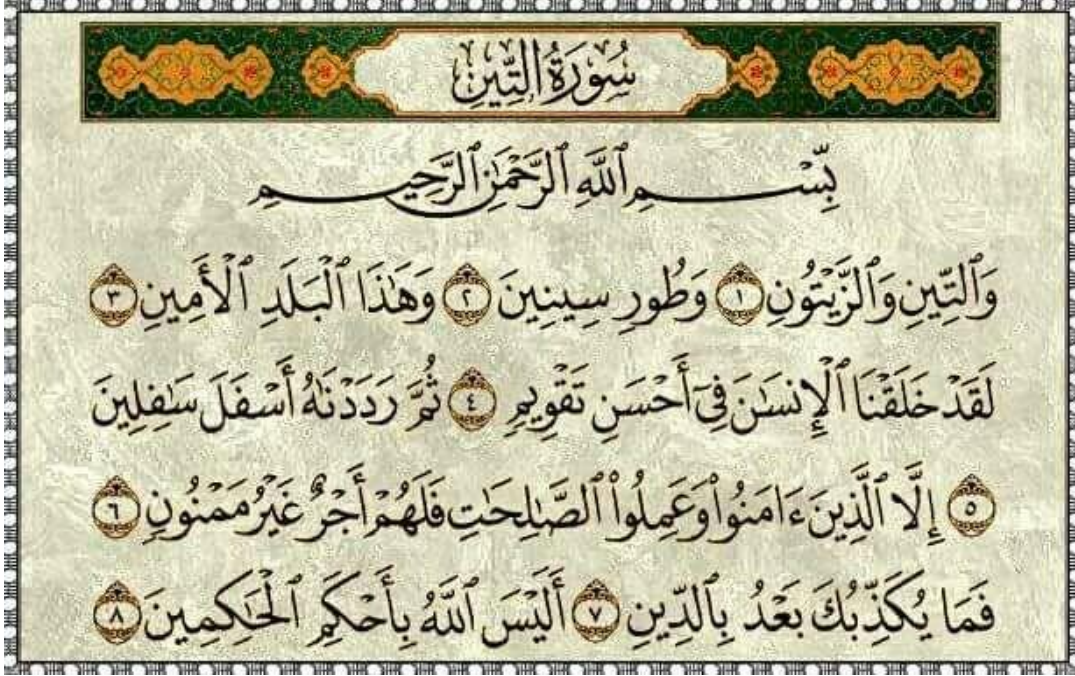 سُورَةُ التِّينِ
بِّسْمِ ٱللَّهِ ٱلرَّحْمَٰنِ ٱلرَّحِيمِ
وَٱلتِّينِ وَٱلزَّيْتُونِ ١ وَطُورِ سِينِينَ ٢ وَهَٰذَا ٱلْبَلَدِ ٱلْأَمِينِ ٣
لَقَدْ خَلَقْنَا ٱلْإِنسَٰنَ فِىٓ أَحْسَنِ تَقْوِيمٍ ٤ ثُمَّ رَدَدْنَٰهُ أَسْفَلَ سَٰفِلِينَ
٥ إِلَّا ٱلَّذِينَ ءَامَنُوا۟ وَعَمِلُوا۟ ٱلصَّٰلِحَٰتِ فَلَهُمْ أَجْرٌ غَيْرُ مَمْنُونٍ ٦
فَمَا يُكَذِّبُكَ بَعْدُ بِٱلدِّينِ ٧ أَلَيْسَ ٱللَّهُ بِأَحْكَمِ ٱلْحَٰكِمِينَ ٨